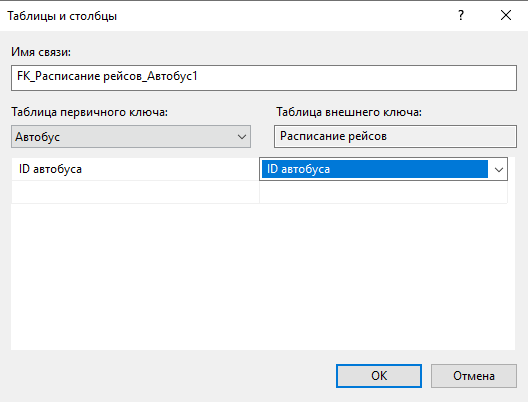 Таблицы и столбцы
?
Имя связи:
FK_Расписание рейсов_Автобус1
Таблица первичного ключа:
Таблица внешнего ключа:
Автобус
Расписание рейсов
ID автобуса
ID автобуса
OK
Отмена